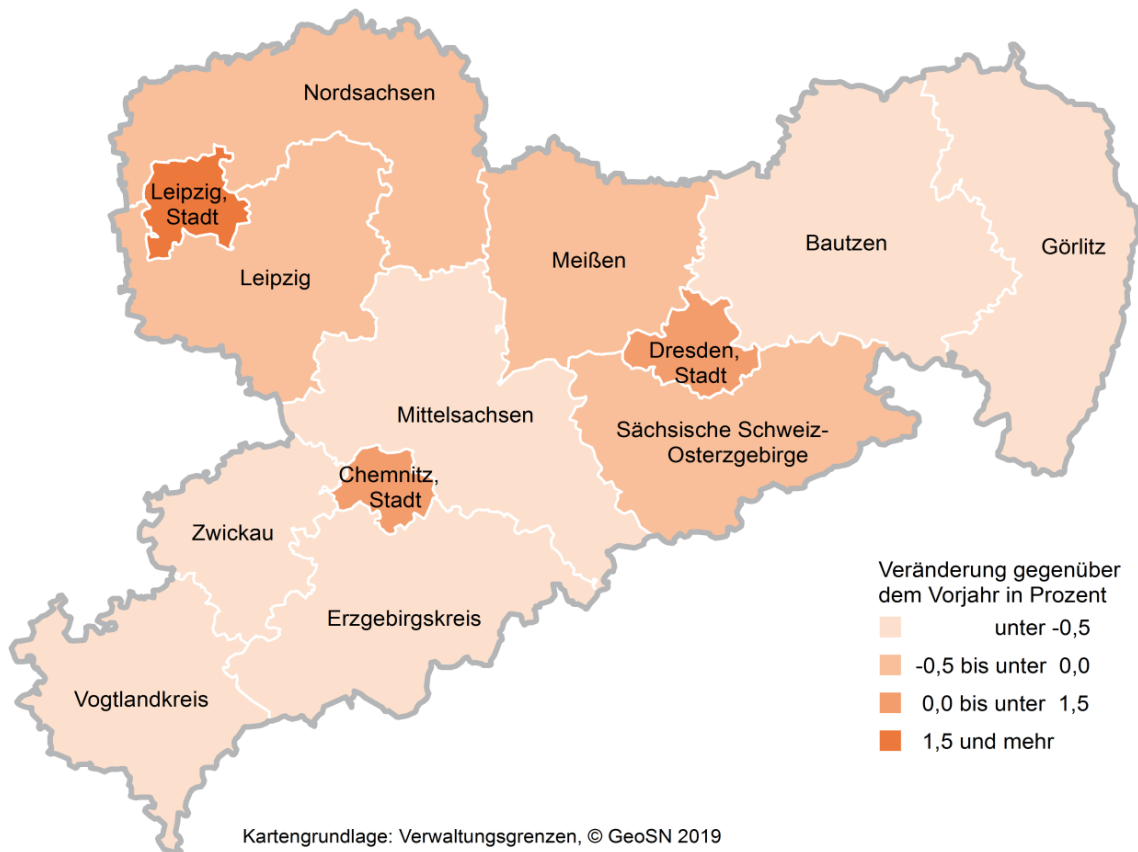 Nordsachsen
Leipzig,
Stadt
Leipzig
Meißen
Bautzen
Görlitz
Dresden,
Stadt
Mittelsachsen
Sächsische Schweiz-
Osterzgebirge
Chemnitz,
Stadt
Zwickau
Erzgebirgskreis
Vogtlandkreis
Veränderung gegenüber
dem Vorjahr in Prozent
unter -0,5
-0,5 bis unter 0,0
0,0 bis unter 1,5
1,5 und mehr
Kartengrundlage: Verwaltungsgrenzen, © GeoSN 2019